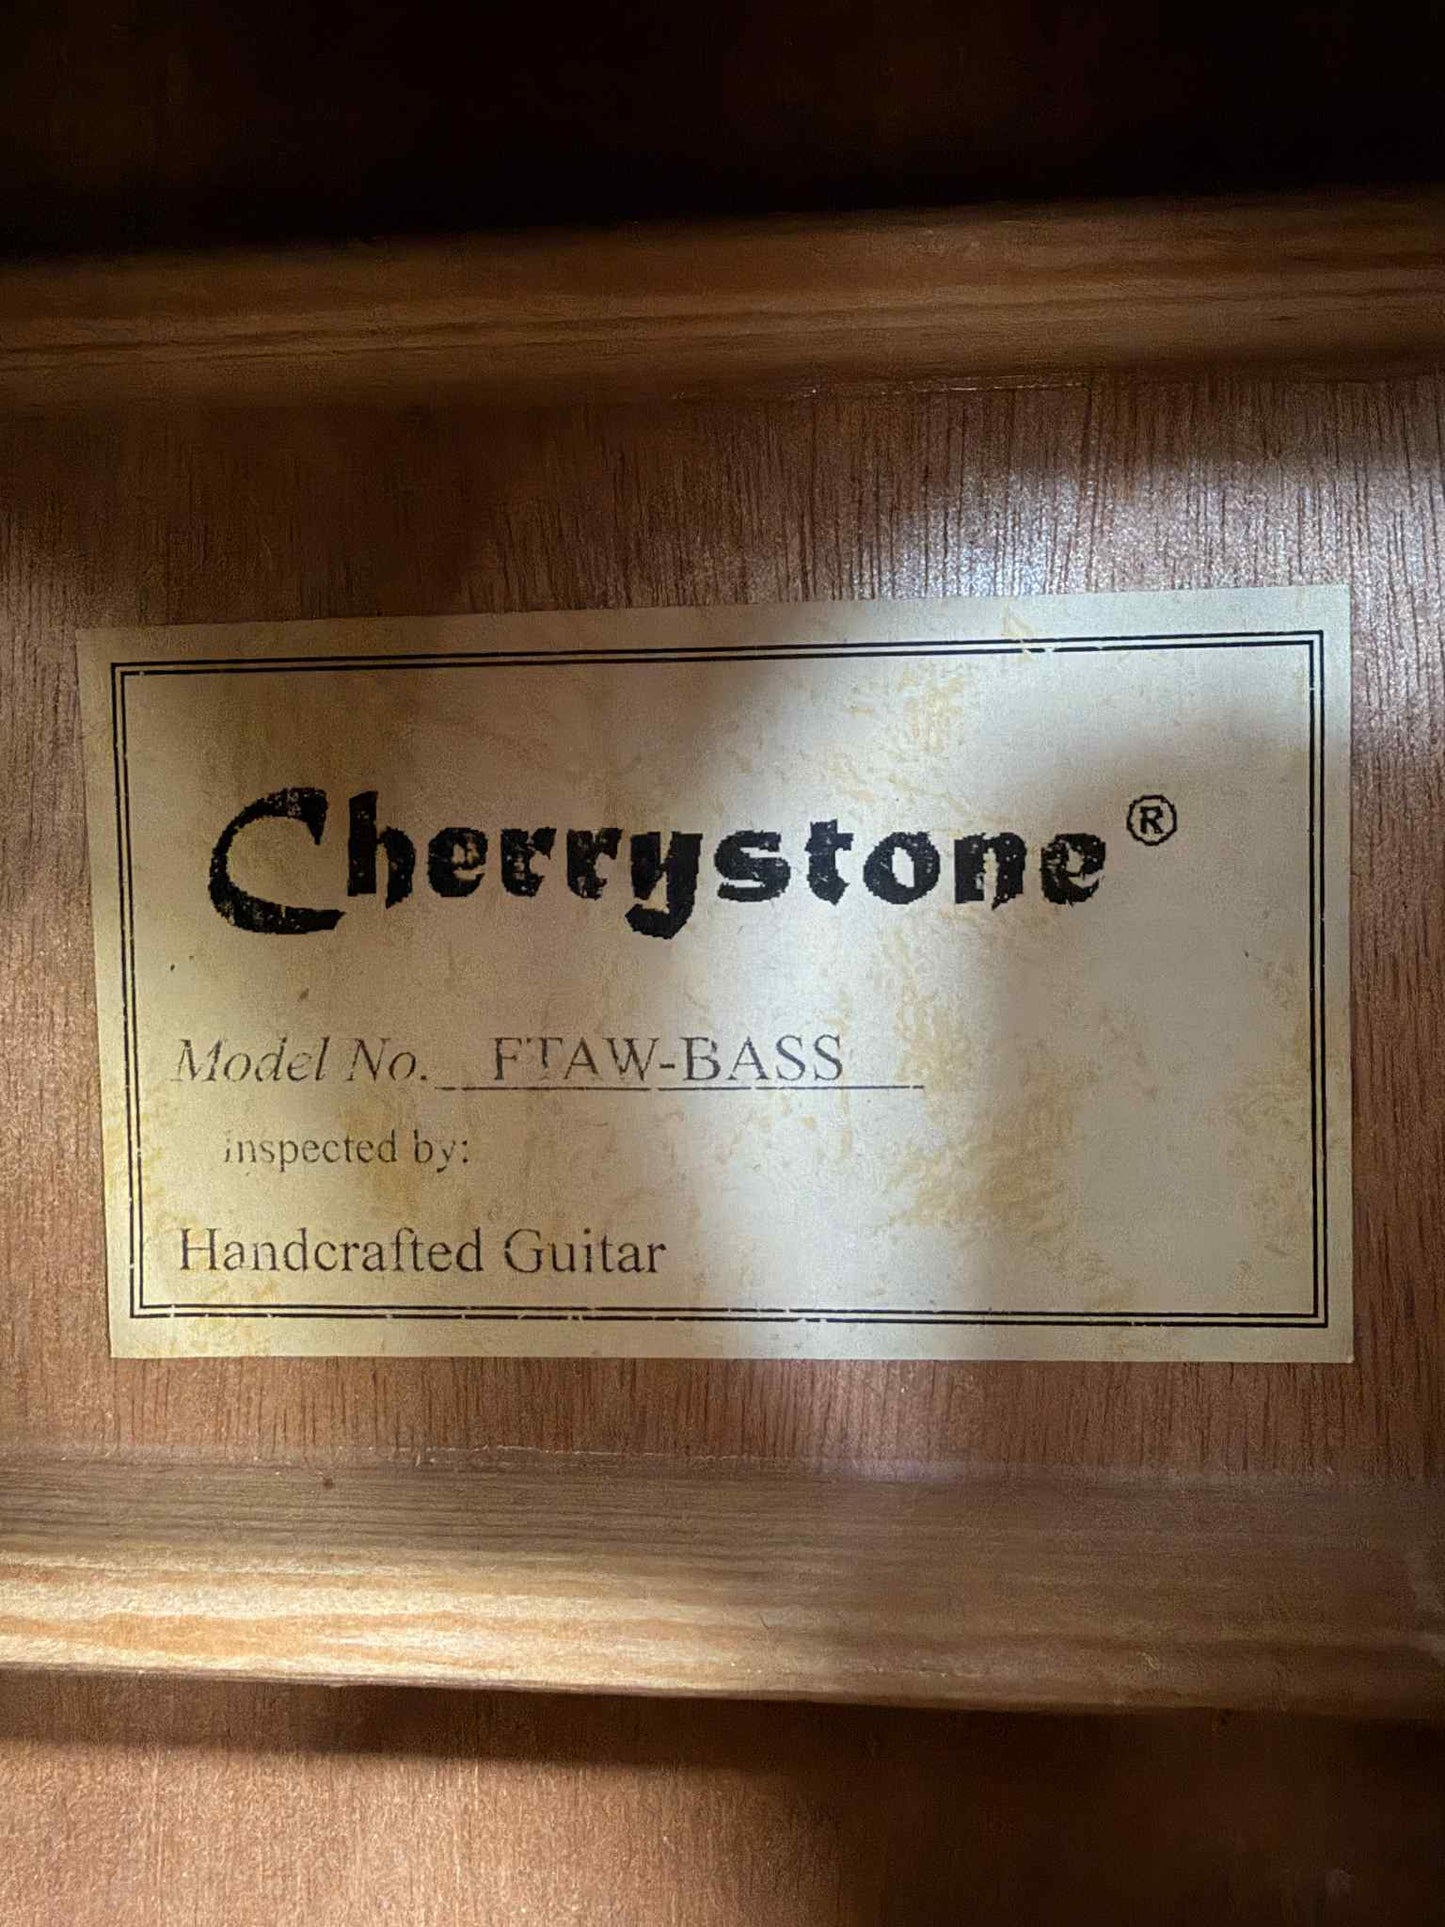 Cherrystone®
Model No. FTAW-BASS
inspected by:
Handcrafted Guitar